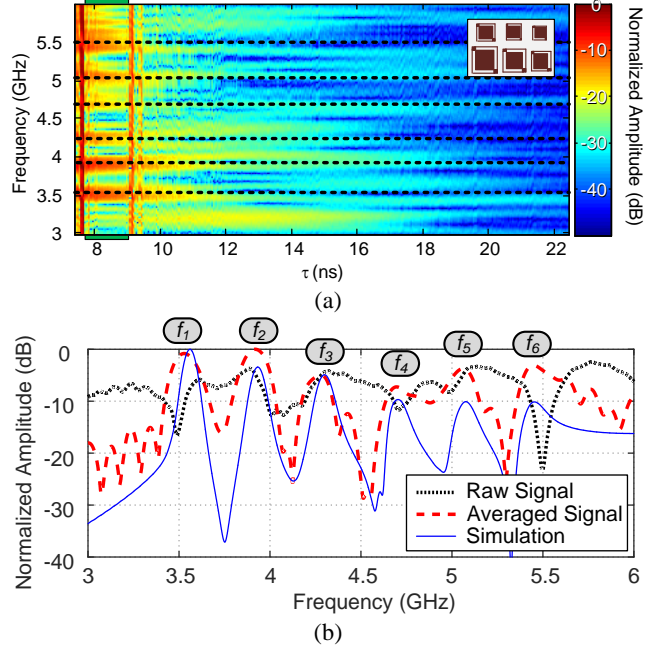 Frequency (GHz)
5.5
5
4.5
4
3.5
3
8
10
12
14
16
18
20
22
τ (ns)
0
-10
-20
-30
-40
Normalized Amplitude (dB)
(a)
f1
f2
f3
f4
f5
f6
Normalized Amplitude (dB)
0
-10
-20
-30
-40
3
3.5
4
4.5
5
5.5
6
Raw Signal
Averaged Signal
Simulation
Frequency (GHz)
(b)